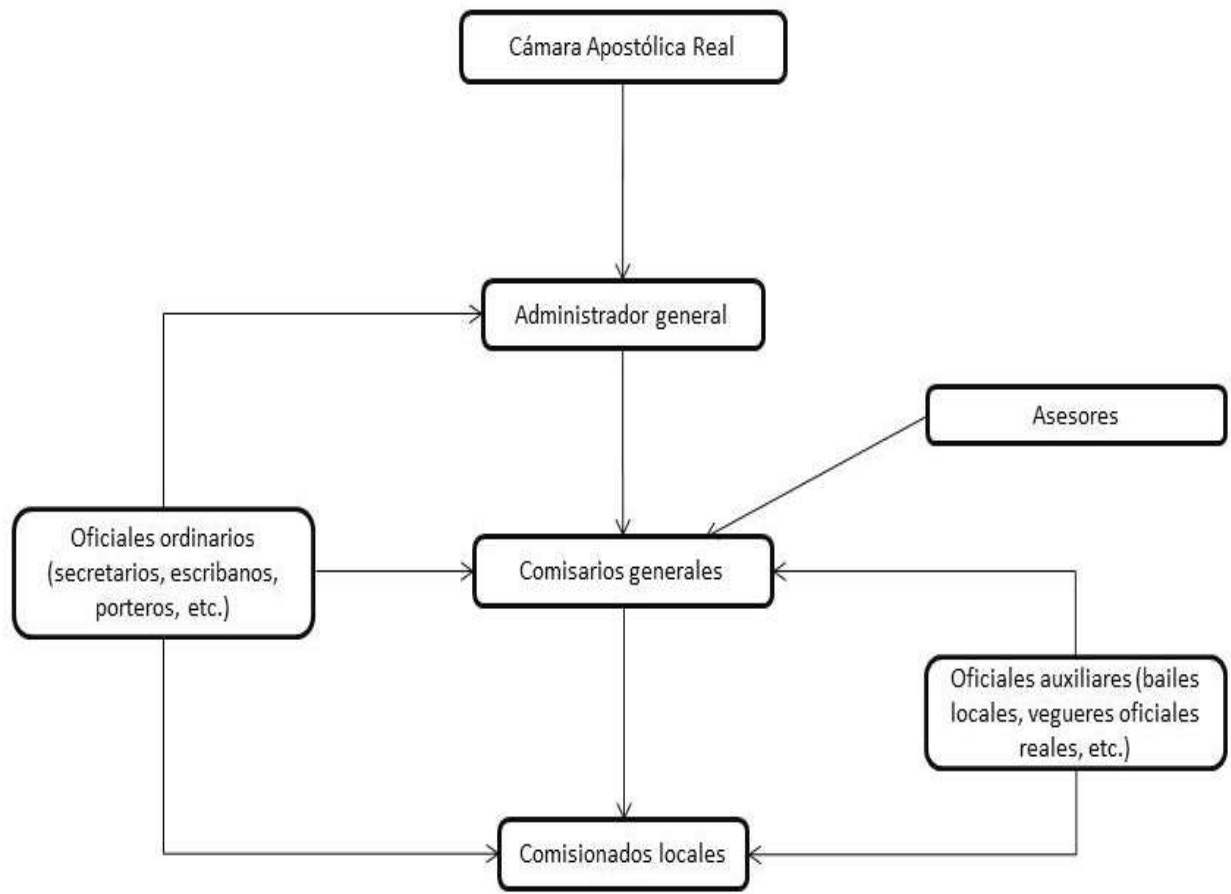 Cámara Apostólica Real
Administrador general
Asesores
Oficiales ordinarios
(secretarios, escribanos,
porteros, etc.)
Comisarios generales
Oficiales auxiliares (bailes
locales, vegueres oficiales
reales, etc.)
Comisionados locales